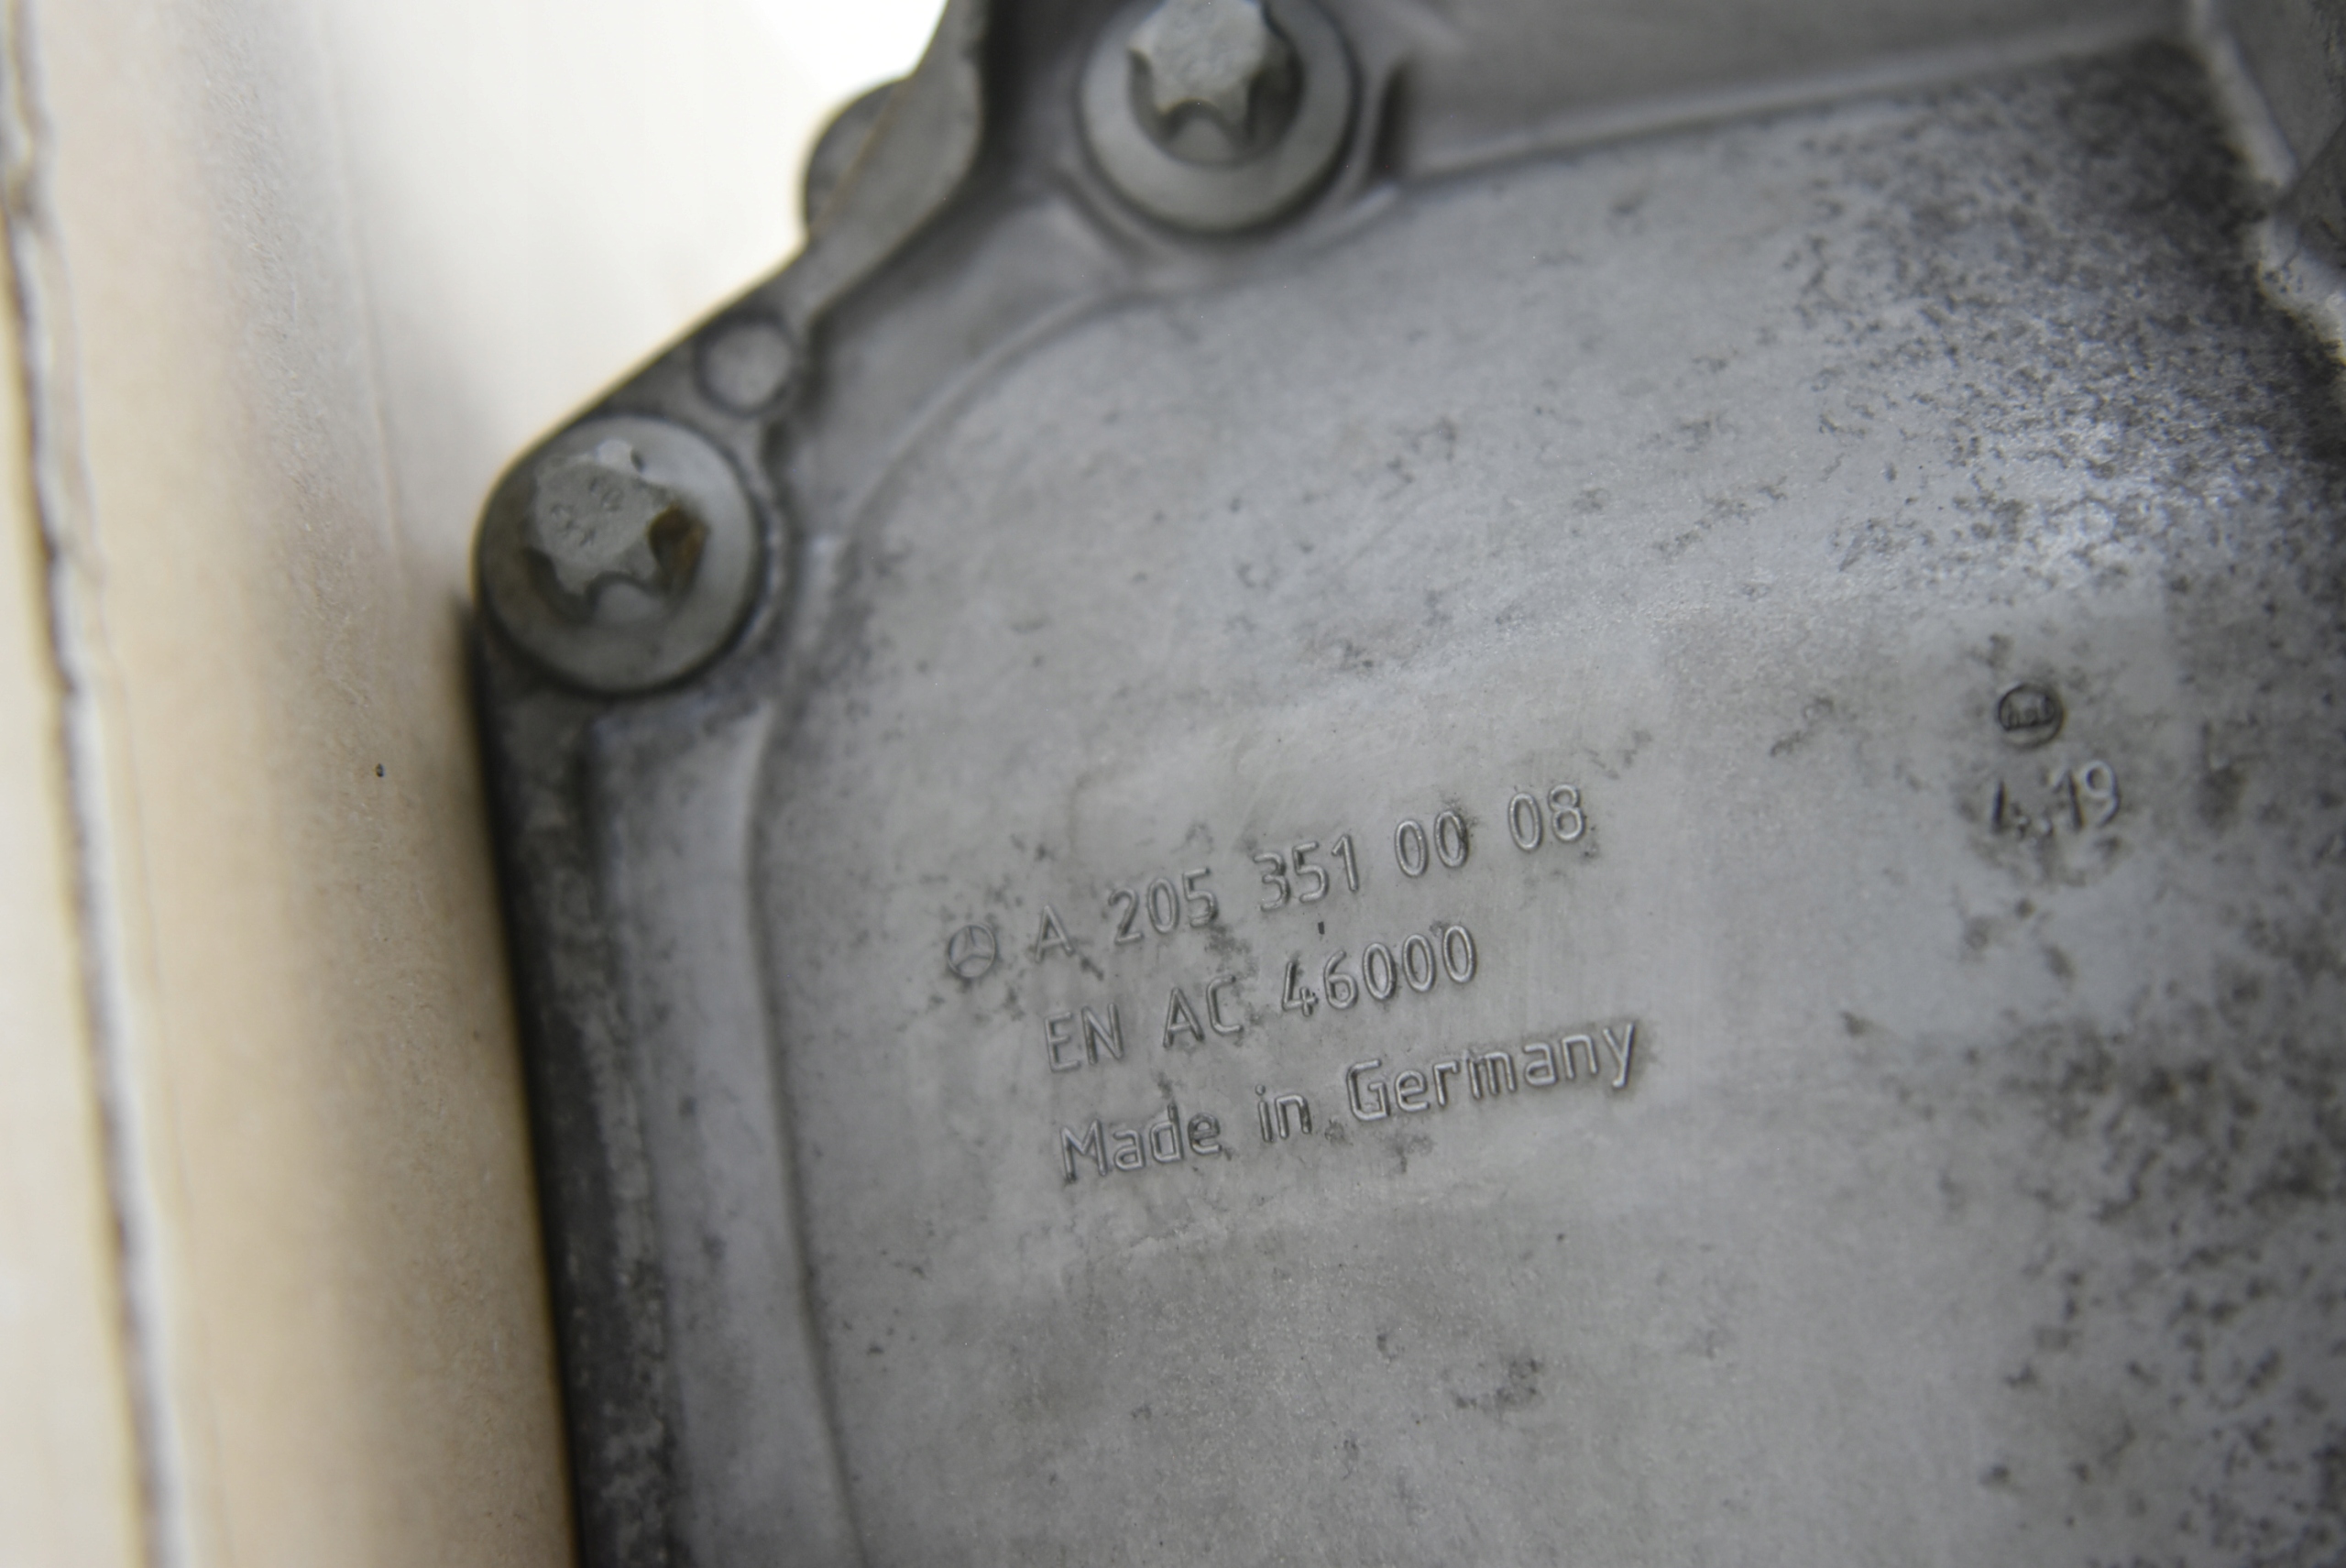 A 205 351 00 08
EN AC 46000
Made in Germany
4.19